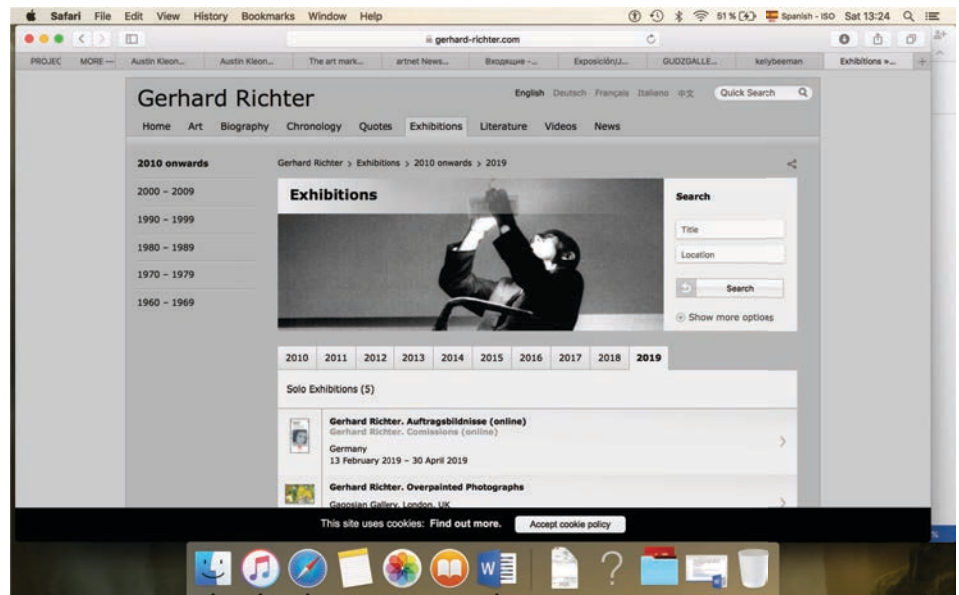 Safari File Edit View History Bookmarks Window Help 51 % Spanish - ISO Sat 13:24
gerhard-richter.com
PROJEC MORE — Austin Kleon... Austin Kleon... The art mark... artnet News... Входящие -... Exposición/J... GUDZGALLE... kelybeeman Exhibitions »...
Gerhard Richter
English Deutsch Français Italiano 中文 Quick Search
Home Art Biography Chronology Quotes Exhibitions Literature Videos News
2010 onwards
2000 – 2009
1990 – 1999
1980 – 1989
1970 – 1979
1960 – 1969
Gerhard Richter > Exhibitions > 2010 onwards > 2019
Exhibitions
Search
Title
Location
Search
Show more options
2010 2011 2012 2013 2014 2015 2016 2017 2018 2019
Solo Exhibitions (5)
Gerhard Richter. Auftragsbildnisse (online)
Gerhard Richter. Comissions (online)
Germany
13 February 2019 – 30 April 2019
Gerhard Richter. Overpainted Photographs
Gagosian Gallery, London, UK
This site uses cookies: Find out more. Accept cookie policy
W